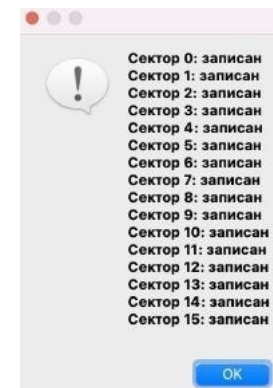 Сектор 0: записан
Сектор 1: записан
Сектор 2: записан
Сектор 3: записан
Сектор 4: записан
Сектор 5: записан
Сектор 6: записан
Сектор 7: записан
Сектор 8: записан
Сектор 9: записан
Сектор 10: записан
Сектор 11: записан
Сектор 12: записан
Сектор 13: записан
Сектор 14: записан
Сектор 15: записан
OK